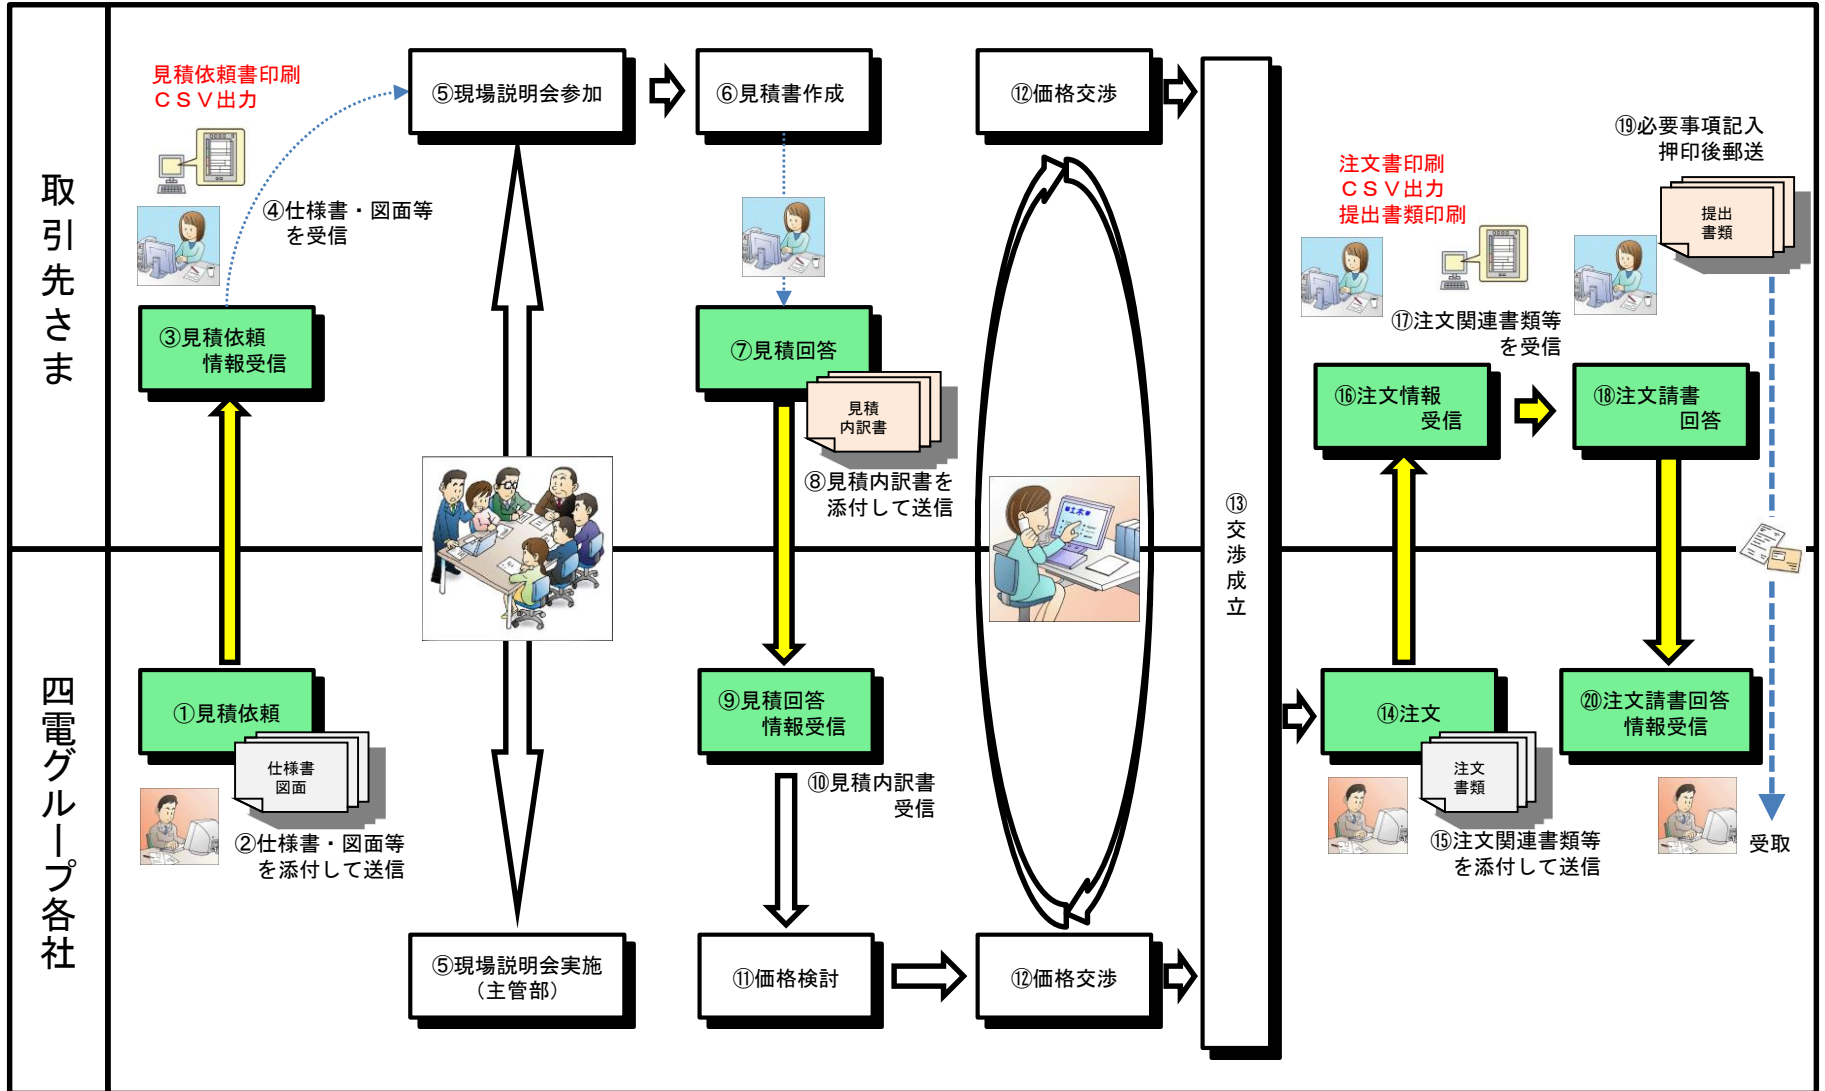 取引先さま
見積依頼書印刷
ＣＳＶ出力
④仕様書・図面等
を受信
③見積依頼
情報受信
⑤現場説明会参加
⑥見積書作成
⑦見積回答
見積
内訳書
⑧見積内訳書を
添付して送信
⑫価格交渉
⑬交渉成立
注文書印刷
ＣＳＶ出力
提出書類印刷
⑰注文関連書類等
を受信
⑯注文情報
受信
⑲必要事項記入
押印後郵送
提出
書類
⑱注文請書
回答
四電グループ各社
①見積依頼
仕様書
図面
②仕様書・図面等
を添付して送信
⑤現場説明会実施
（主管部）
⑨見積回答
情報受信
⑩見積内訳書
受信
⑪価格検討
⑫価格交渉
⑭注文
注文
書類
⑮注文関連書類等
を添付して送信
⑳注文請書回答
情報受信
受取
■土木■